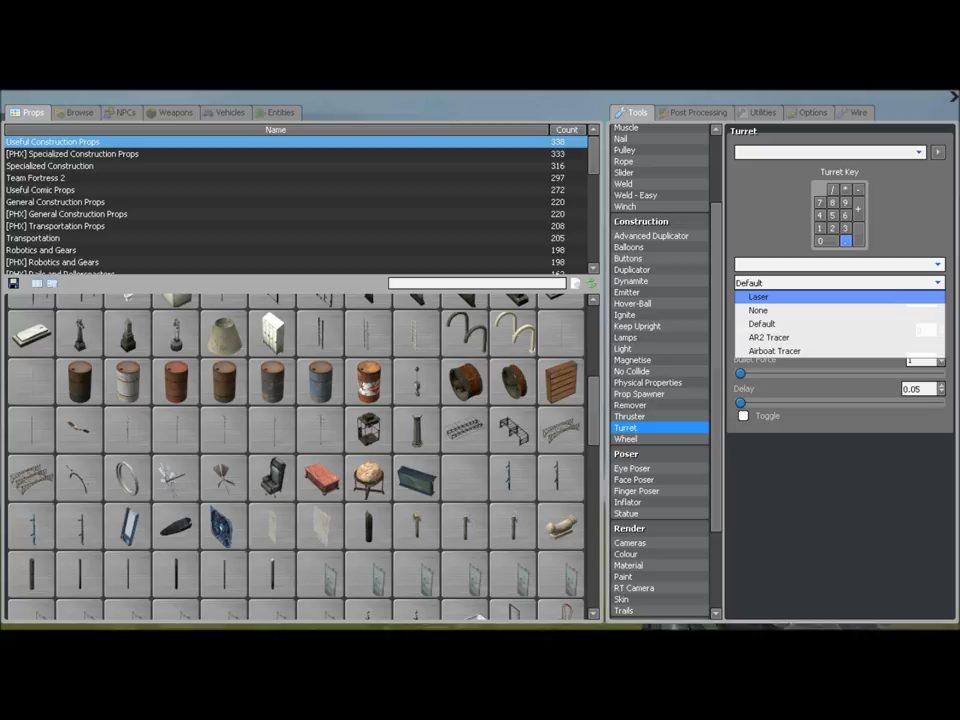 Props
Browse
NPCs
Weapons
Vehicles
Entities
Name
Count
Useful Construction Props
338
[PHX] Specialized Construction Props
333
Specialized Construction
316
Team Fortress 2
297
Useful Comic Props
272
General Construction Props
220
[PHX] General Construction Props
220
[PHX] Transportation Props
208
Transportation
205
Robotics and Gears
198
[PHX] Robotics and Gears
198
Tools
Post Processing
Utilities
Options
Wire
Muscle
Nail
Pulley
Rope
Slider
Weld
Weld - Easy
Winch
Construction
Advanced Duplicator
Balloons
Buttons
Duplicator
Dynamite
Emitter
Hover-Ball
Ignite
Keep Upright
Lamps
Light
Magnetise
No Collide
Physical Properties
Prop Spawner
Remover
Thruster
Turret
Wheel
Poser
Eye Poser
Face Poser
Finger Poser
Inflator
Statue
Render
Cameras
Colour
Material
Paint
RT Camera
Skin
Trails
Turret
Turret Key
/ * -
7 8 9 +
4 5 6
1 2 3
0 .
Default
Laser
None
Default
AR2 Tracer
Airboat Tracer
Bullet Force
1
Delay
0.05
Toggle